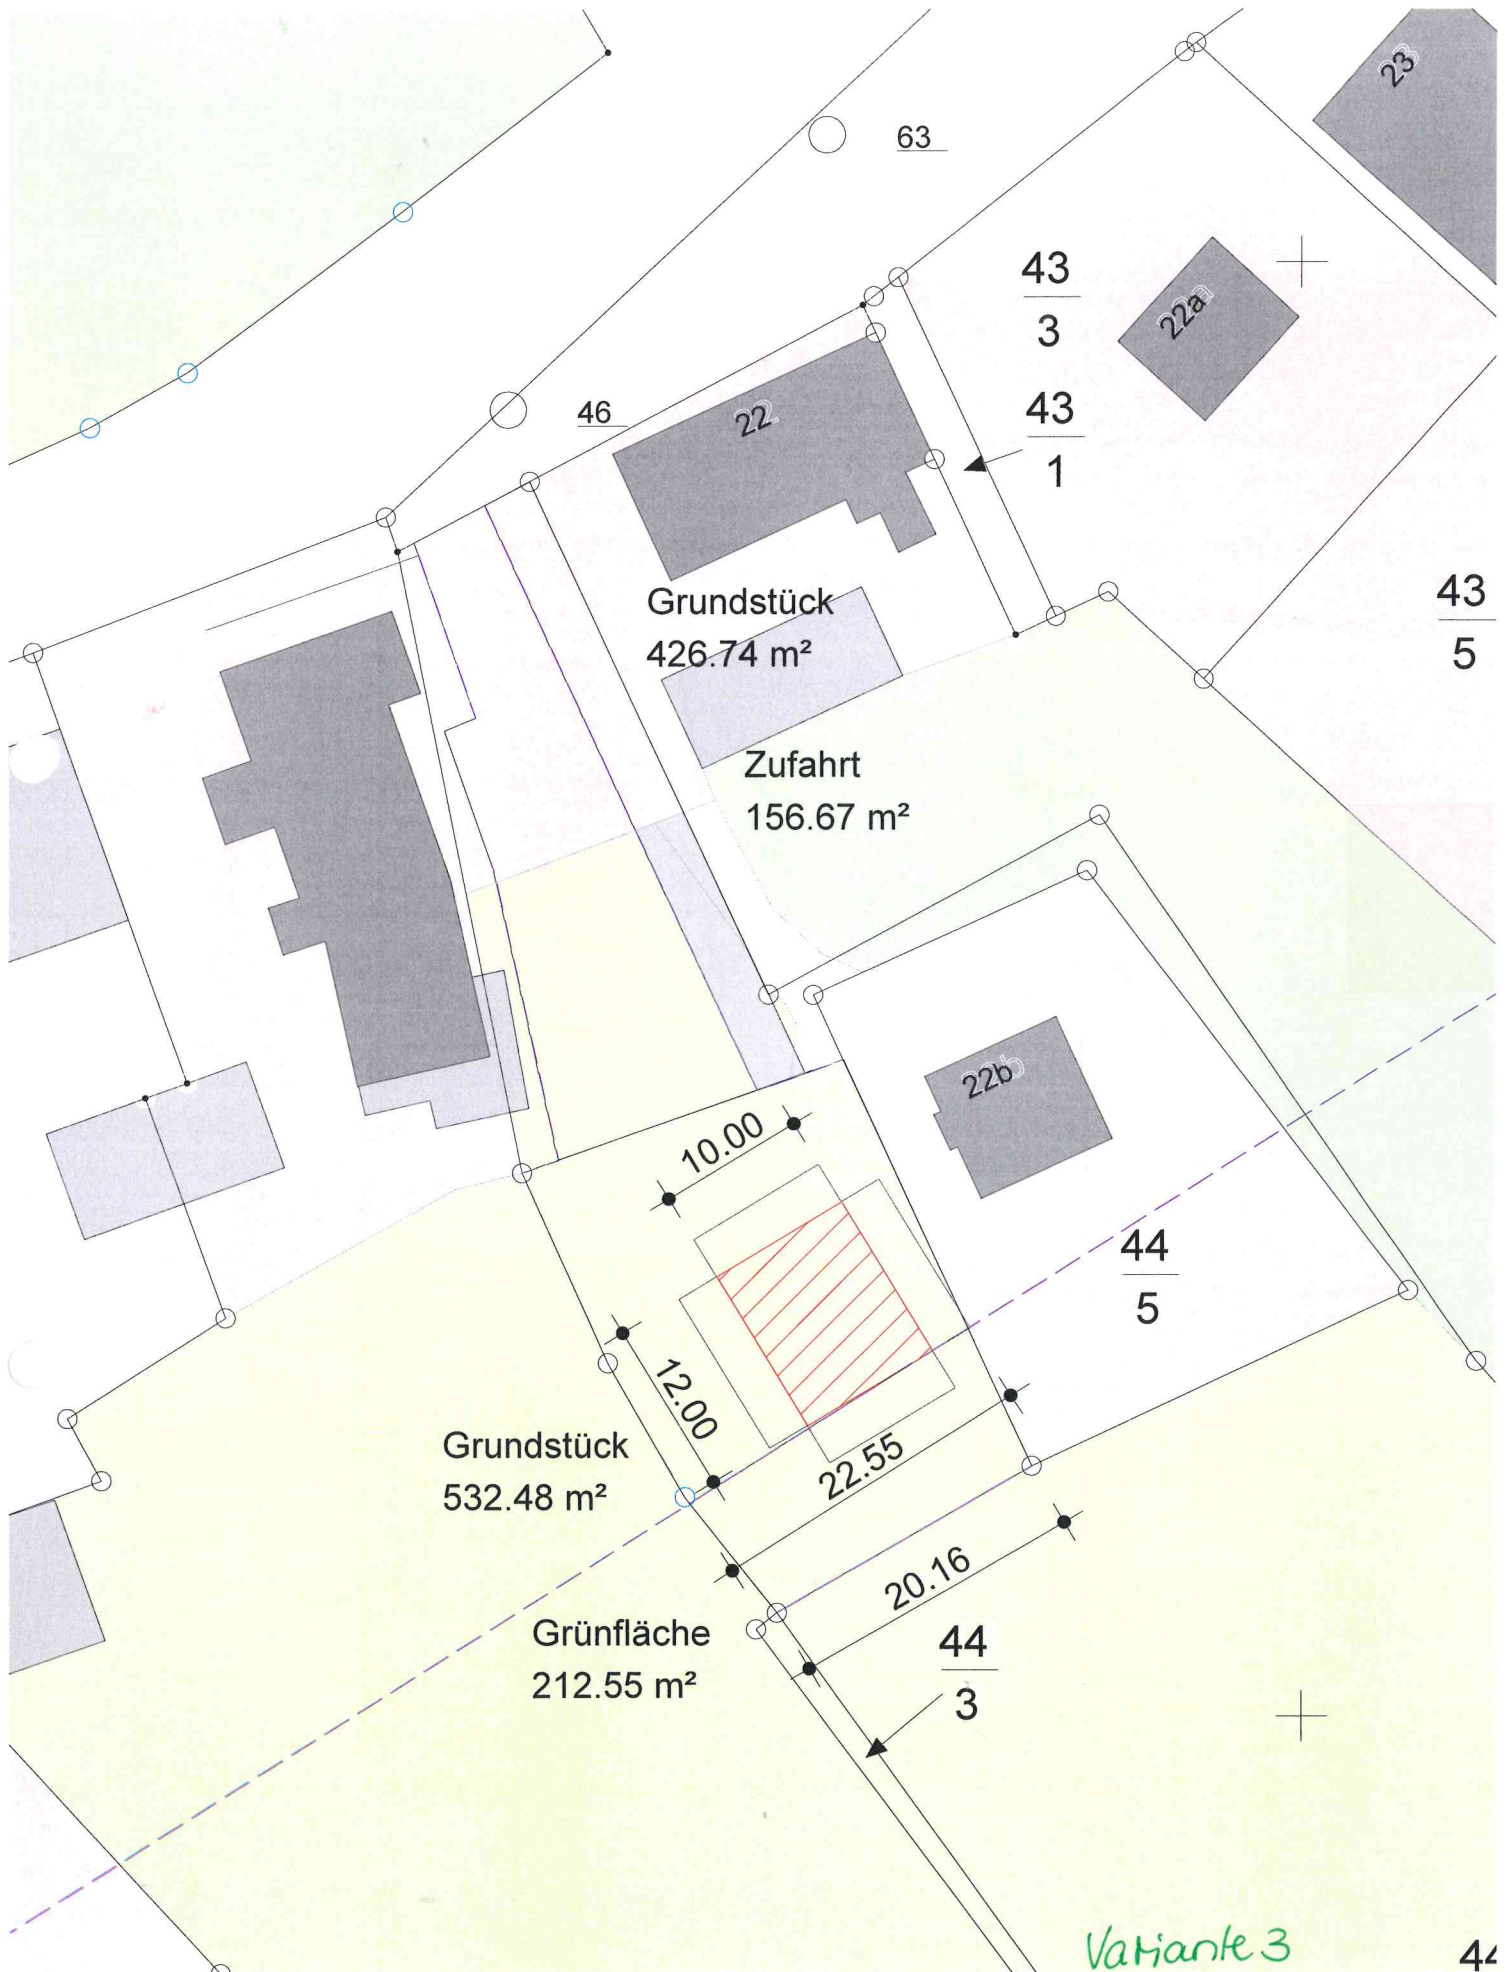 23
63
43
3
22a
46
22
43
1
Grundstück
426.74 m²
43
5
Zufahrt
156.67 m²
22b
10.00
44
5
12.00
Grundstück
532.48 m²
22.55
20.16
Grünfläche
212.55 m²
44
3
Variante 3
44